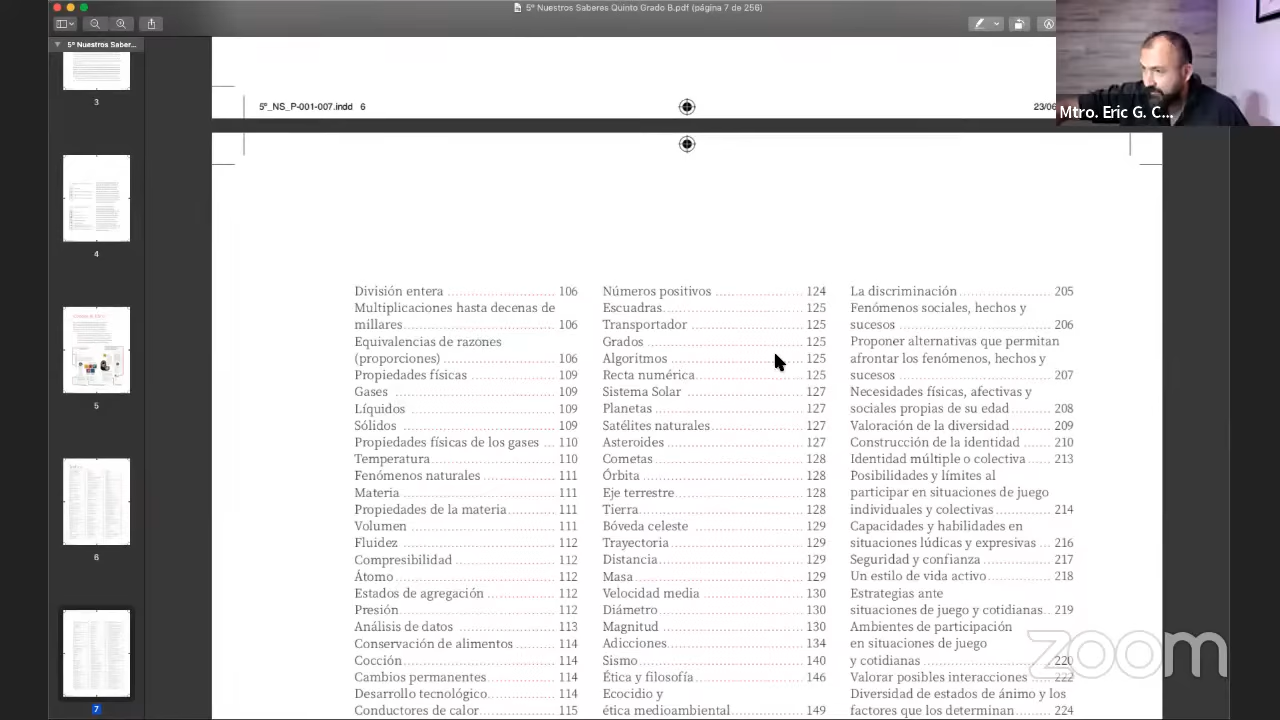 5º Nuestros Saberes Quinto Grado B.pdf (página 7 de 256)
5º Nuestros Saber...
3
4
5
6
7
5º_NS_P-001-007.indd 6
23/06
Mtro. Eric G. C...
División entera 106
Multiplicaciones hasta decenas de
millares 106
Equivalencias de razones
(proporciones) 106
Propiedades físicas 109
Gases 109
Líquidos 109
Sólidos 109
Propiedades físicas de los gases 110
Temperatura 110
Fenómenos naturales 111
Materia 111
Propiedades de la materia 111
Volumen 111
Fluidez 112
Compresibilidad 112
Átomo 112
Estados de agregación 112
Presión 112
Análisis de datos 113
Conservación de alimentos 114
Cocción 114
Cambios permanentes 114
Desarrollo tecnológico 114
Conductores de calor 115
Números positivos 124
Escuadras 125
Transportador 125
Grados 125
Algoritmos 125
Recta numérica 125
Sistema Solar 127
Planetas 127
Satélites naturales 127
Asteroides 127
Cometas 128
Órbita 128
Eje terrestre 128
Tierra 128
Bóveda celeste 129
Trayectoria 129
Distancia 129
Masa 129
Velocidad media 130
Diámetro 130
Magnitud 130
Adicciones 134
Sismo 140
Ética y filosofía 146
Ecocidio y
ética medioambiental 149
La discriminación 205
Fenómenos sociales, hechos y
sucesos 206
Proponer alternativas que permitan
afrontar los fenómenos, hechos y
sucesos 207
Necesidades físicas, afectivas y
sociales propias de su edad 208
Valoración de la diversidad 209
Construcción de la identidad 210
Identidad múltiple o colectiva 213
Posibilidades y límites al
participar en situaciones de juego
individuales y colectivas 214
Capacidades y habilidades en
situaciones lúdicas y expresivas 216
Seguridad y confianza 217
Un estilo de vida activo 218
Estrategias ante
situaciones de juego y cotidianas 219
Ambientes de participación
en situaciones de juego
y cotidianas 220
Valorar posibles interacciones 222
Diversidad de estados de ánimo y los
factores que los determinan 224
zoom